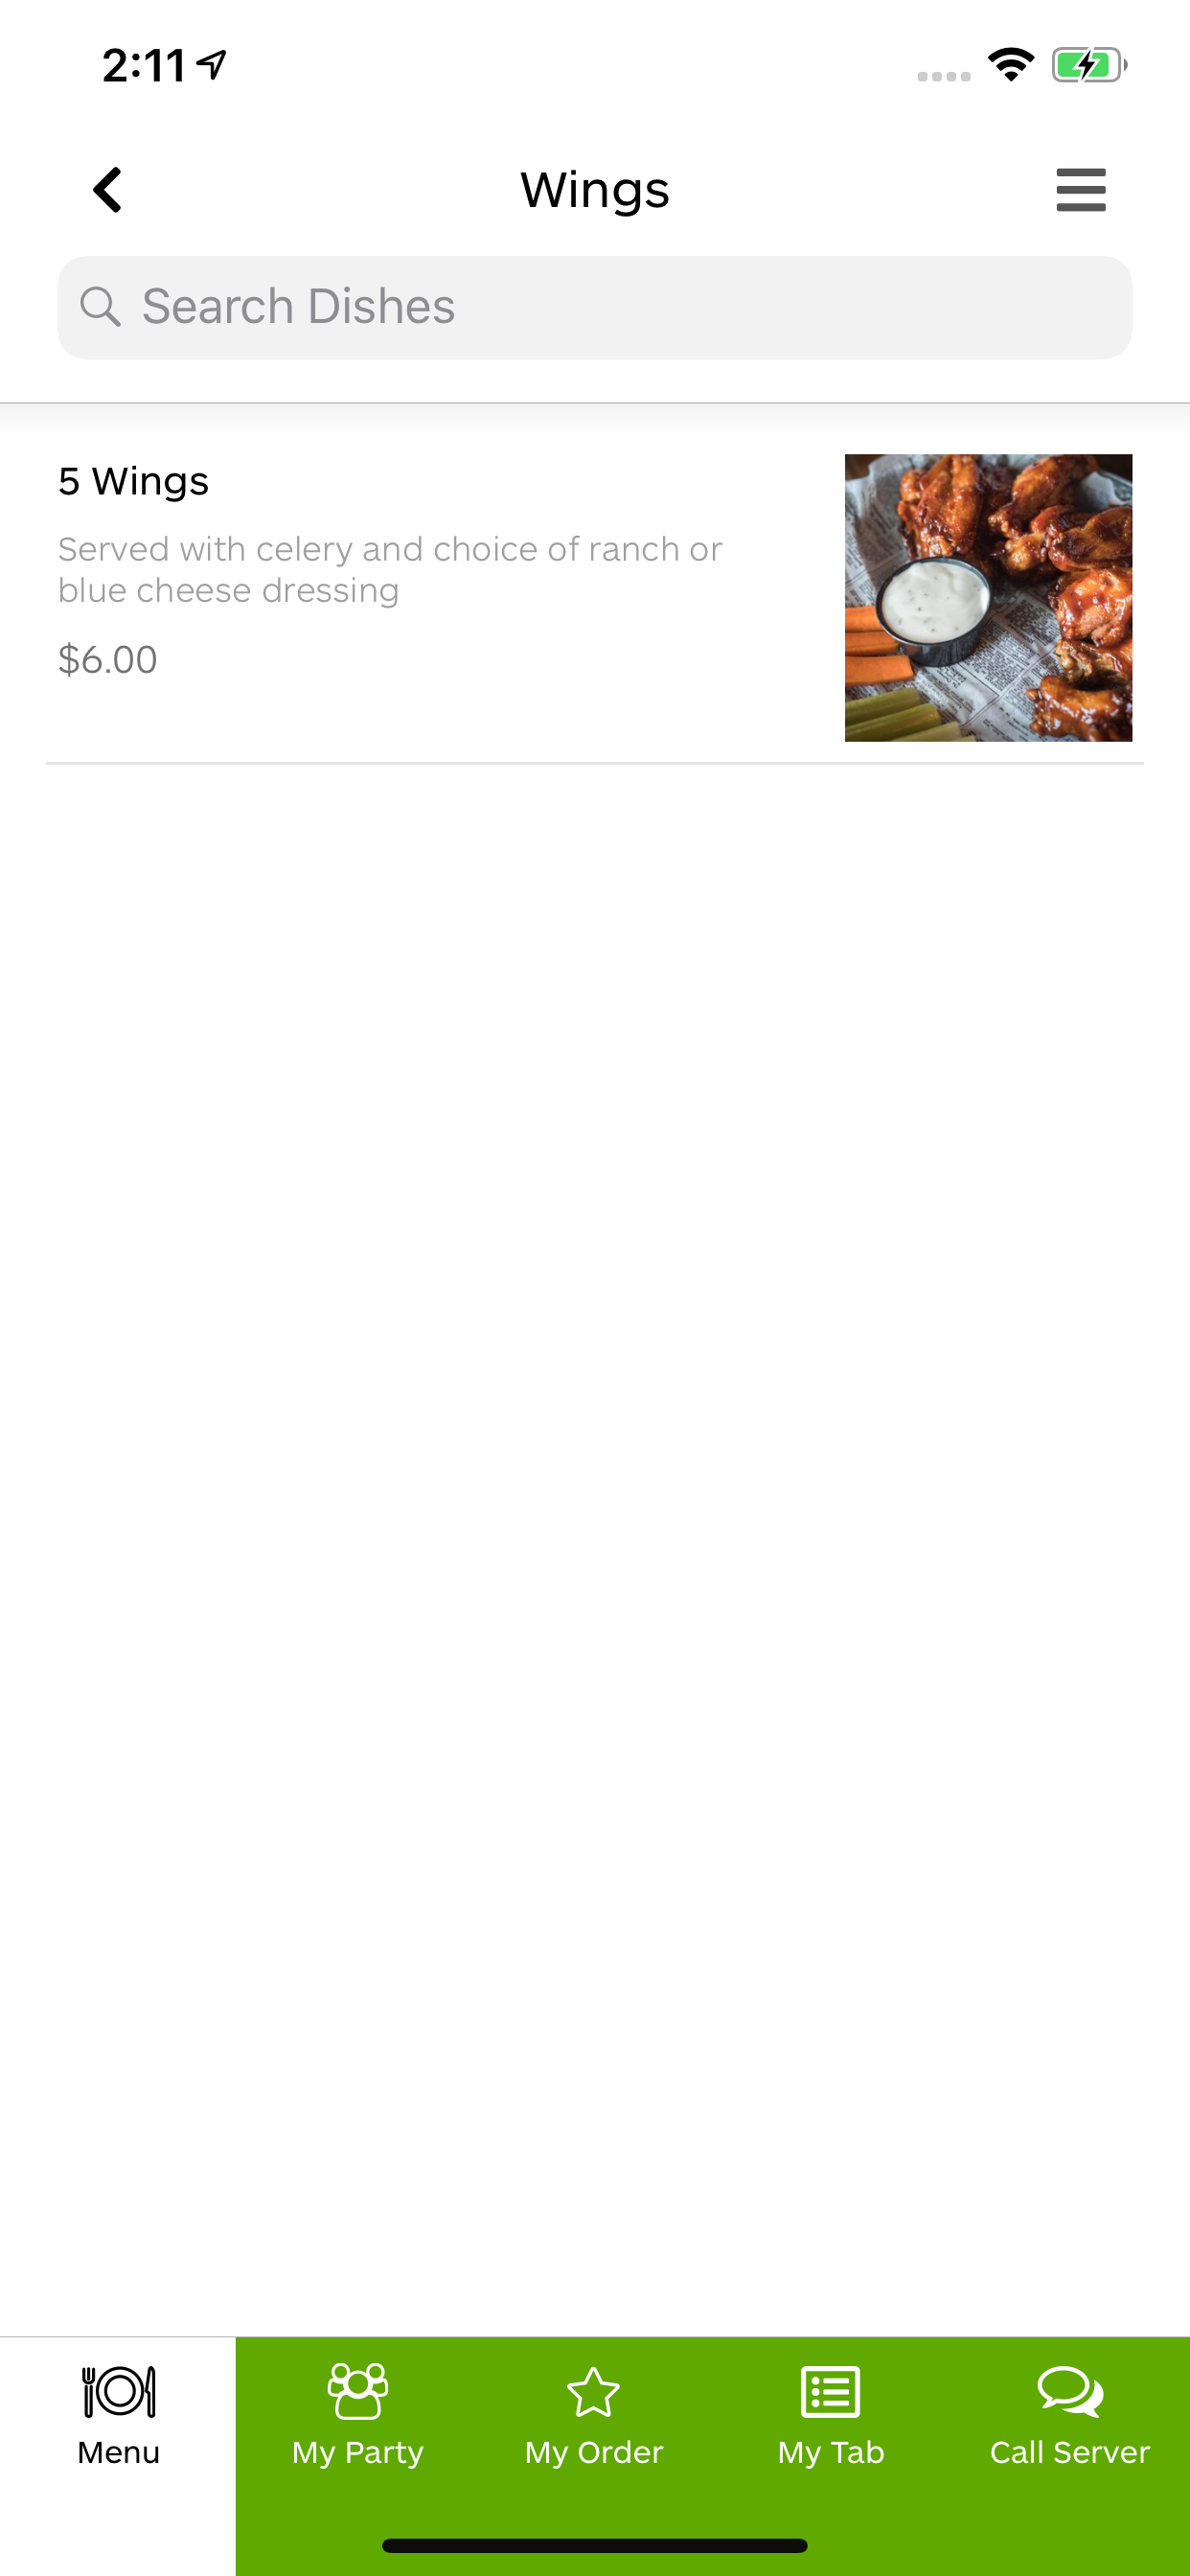 2:11
Wings
Search Dishes
5 Wings
Served with celery and choice of ranch or
blue cheese dressing
$6.00
Menu
My Party
My Order
My Tab
Call Server